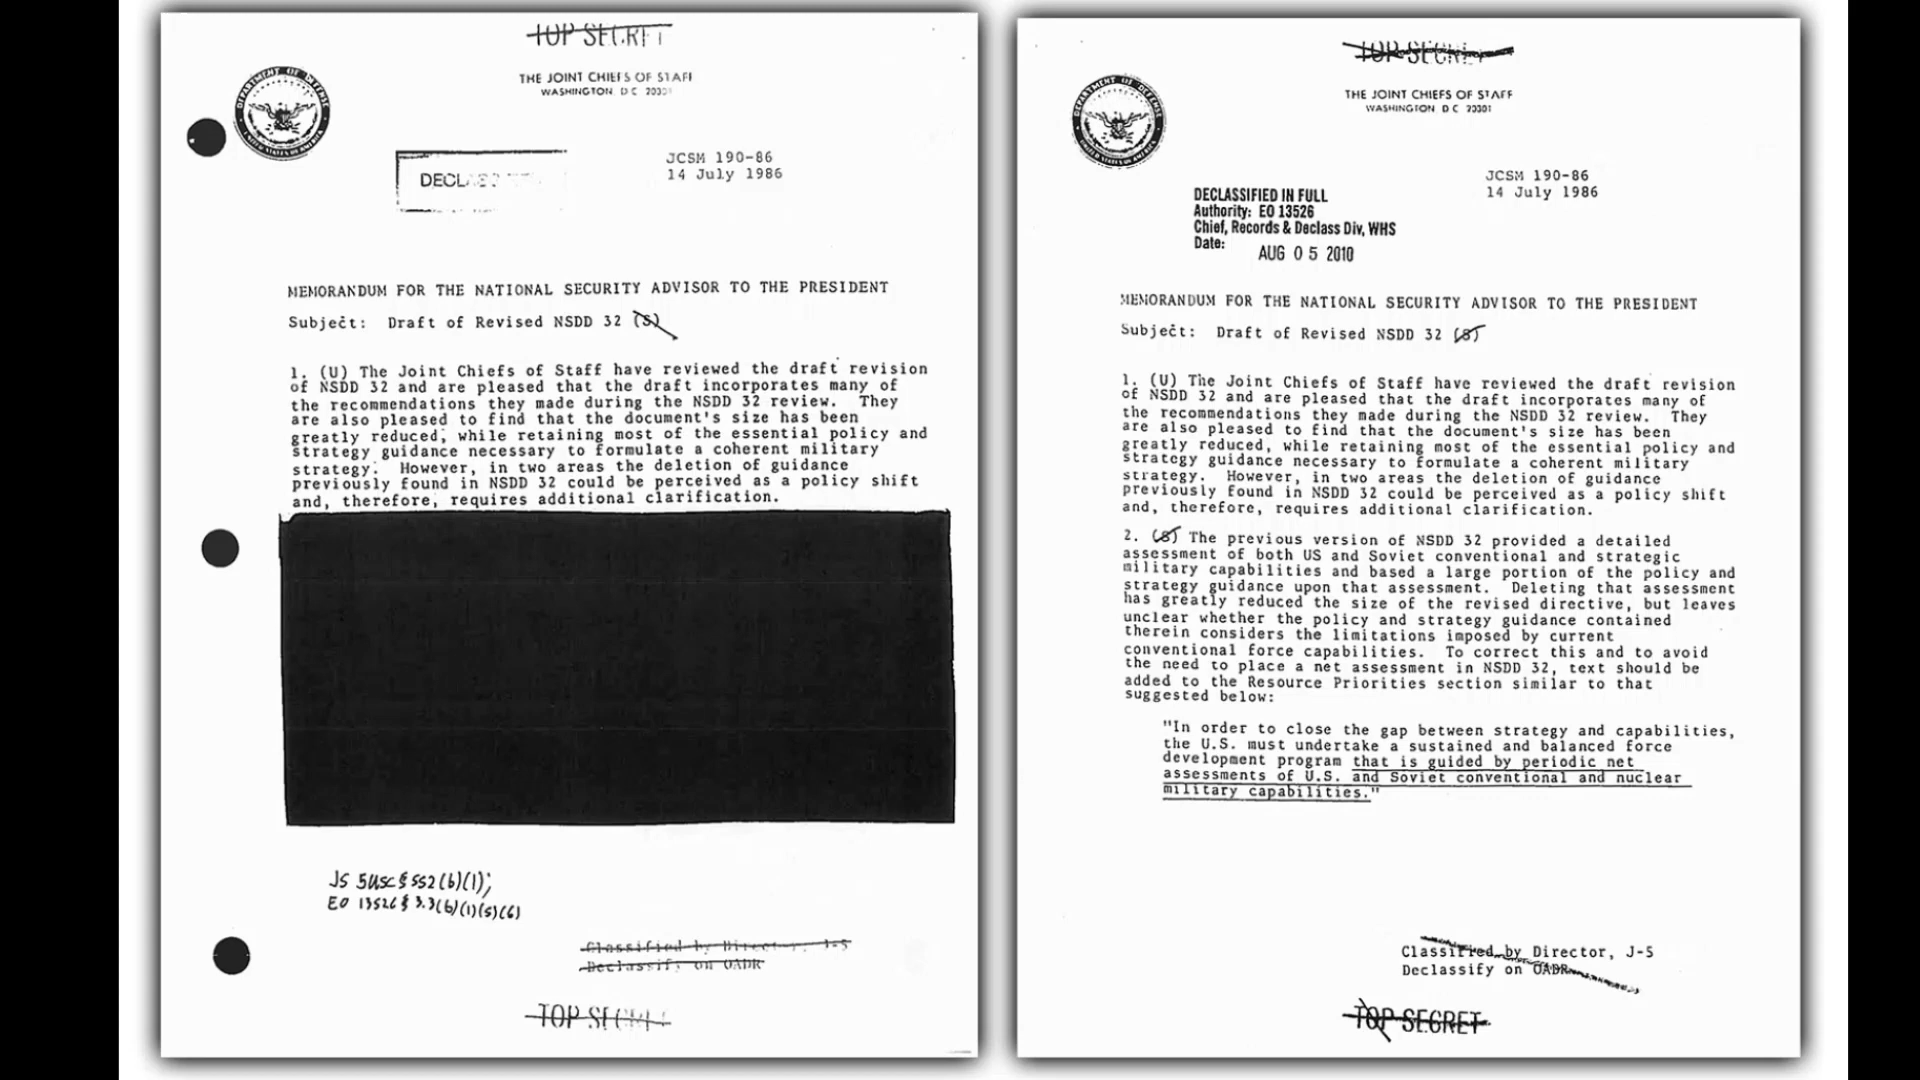 TOP SECRET
THE JOINT CHIEFS OF STAFF
WASHINGTON D C 20301
DEPARTMENT OF DEFENSE
UNITED STATES OF AMERICA
JCSM 190-86
14 July 1986
MEMORANDUM FOR THE NATIONAL SECURITY ADVISOR TO THE PRESIDENT
Subject: Draft of Revised NSDD 32 (S)
1. (U) The Joint Chiefs of Staff have reviewed the draft revision
of NSDD 32 and are pleased that the draft incorporates many of
the recommendations they made during the NSDD 32 review. They
are also pleased to find that the document's size has been
greatly reduced, while retaining most of the essential policy and
strategy guidance necessary to formulate a coherent military
strategy. However, in two areas the deletion of guidance
previously found in NSDD 32 could be perceived as a policy shift
and, therefore, requires additional clarification.
JS 5 USC § 552 (b)(1);
EO 13526 § 3.3(b)(1)(5)(6)
Classified by Director, J-5
Declassify on OADR
TOP SECRET
TOP SECRET
THE JOINT CHIEFS OF STAFF
WASHINGTON D C 20301
DEPARTMENT OF DEFENSE
UNITED STATES OF AMERICA
JCSM 190-86
14 July 1986
DECLASSIFIED IN FULL
Authority: EO 13526
Chief, Records & Declass Div, WHS
Date:
AUG 05 2010
MEMORANDUM FOR THE NATIONAL SECURITY ADVISOR TO THE PRESIDENT
Subject: Draft of Revised NSDD 32 (S)
1. (U) The Joint Chiefs of Staff have reviewed the draft revision
of NSDD 32 and are pleased that the draft incorporates many of
the recommendations they made during the NSDD 32 review. They
are also pleased to find that the document's size has been
greatly reduced, while retaining most of the essential policy and
strategy guidance necessary to formulate a coherent military
strategy. However, in two areas the deletion of guidance
previously found in NSDD 32 could be perceived as a policy shift
and, therefore, requires additional clarification.
2. (S) The previous version of NSDD 32 provided a detailed
assessment of both US and Soviet conventional and strategic
military capabilities and based a large portion of the policy and
strategy guidance upon that assessment. Deleting that assessment
has greatly reduced the size of the revised directive, but leaves
unclear whether the policy and strategy guidance contained
therein considers the limitations imposed by current
conventional force capabilities. To correct this and to avoid
the need to place a net assessment in NSDD 32, text should be
added to the Resource Priorities section similar to that
suggested below:
"In order to close the gap between strategy and capabilities,
the U.S. must undertake a sustained and balanced force
development program that is guided by periodic net
assessments of U.S. and Soviet conventional and nuclear
military capabilities."
Classified by Director, J-5
Declassify on OADR
TOP SECRET